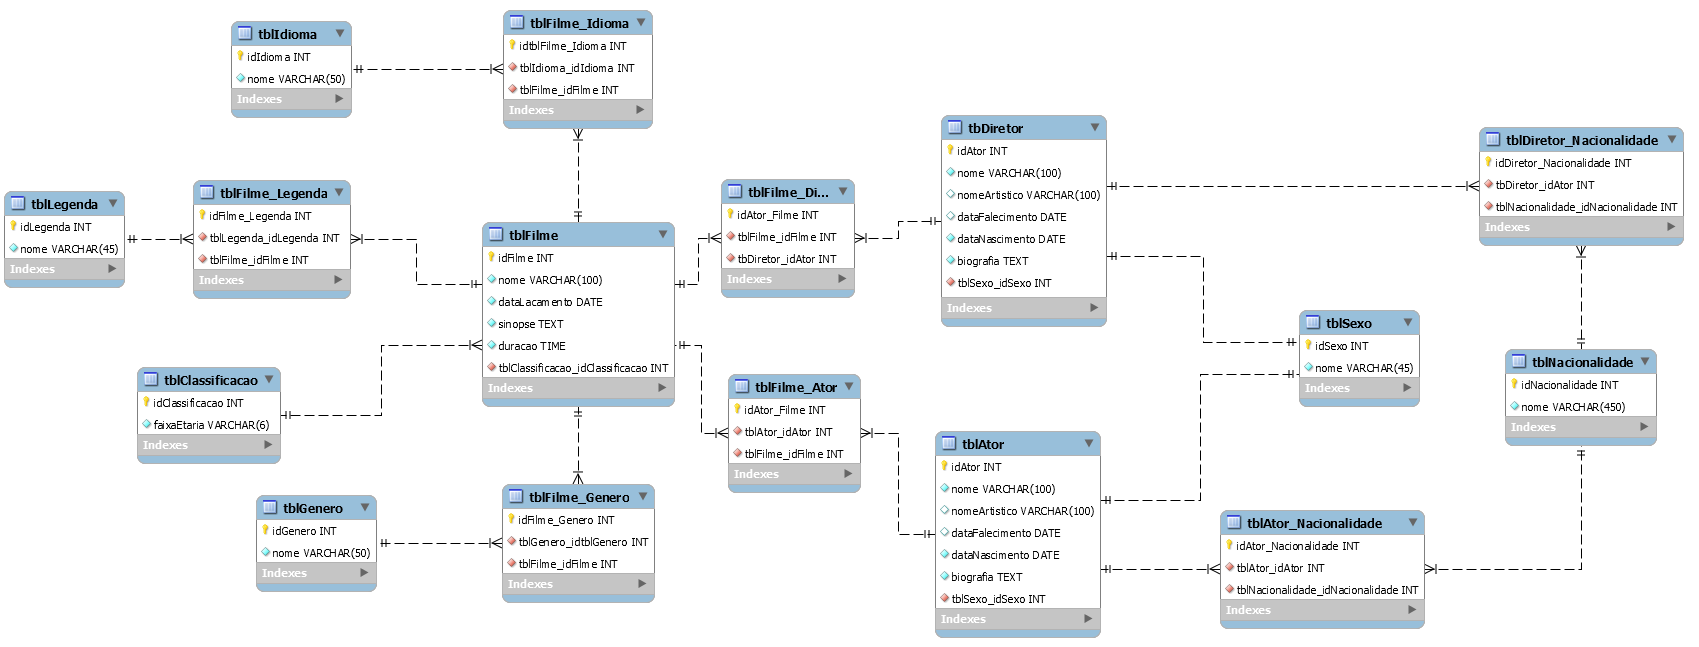 tblIdioma
idIdioma INT
nome VARCHAR(50)
Indexes
tblFilme_Idioma
idtblFilme_Idioma INT
tblIdioma_idIdioma INT
tblFilme_idFilme INT
Indexes
tblLegenda
idLegenda INT
nome VARCHAR(45)
Indexes
tblFilme_Legenda
idFilme_Legenda INT
tblLegenda_idLegenda INT
tblFilme_idFilme INT
Indexes
tblFilme
idFilme INT
nome VARCHAR(100)
dataLacamento DATE
sinopse TEXT
duracao TIME
tblClassificacao_idClassificacao INT
Indexes
tblFilme_Di...
idAtor_Filme INT
tblFilme_idFilme INT
tbDiretor_idAtor INT
Indexes
tbDiretor
idAtor INT
nome VARCHAR(100)
nomeArtistico VARCHAR(100)
dataFalecimento DATE
dataNascimento DATE
biografia TEXT
tblSexo_idSexo INT
Indexes
tblDiretor_Nacionalidade
idDiretor_Nacionalidade INT
tbDiretor_idAtor INT
tblNacionalidade_idNacionalidade INT
Indexes
tblSexo
idSexo INT
nome VARCHAR(45)
Indexes
tblNacionalidade
idNacionalidade INT
nome VARCHAR(450)
Indexes
tblClassificacao
idClassificacao INT
faixaEtaria VARCHAR(6)
Indexes
tblFilme_Ator
idAtor_Filme INT
tblAtor_idAtor INT
tblFilme_idFilme INT
Indexes
tblAtor
idAtor INT
nome VARCHAR(100)
nomeArtistico VARCHAR(100)
dataFalecimento DATE
dataNascimento DATE
biografia TEXT
tblSexo_idSexo INT
Indexes
tblGenero
idGenero INT
nome VARCHAR(50)
Indexes
tblFilme_Genero
idFilme_Genero INT
tblGenero_idtblGenero INT
tblFilme_idFilme INT
Indexes
tblAtor_Nacionalidade
idAtor_Nacionalidade INT
tblAtor_idAtor INT
tblNacionalidade_idNacionalidade INT
Indexes